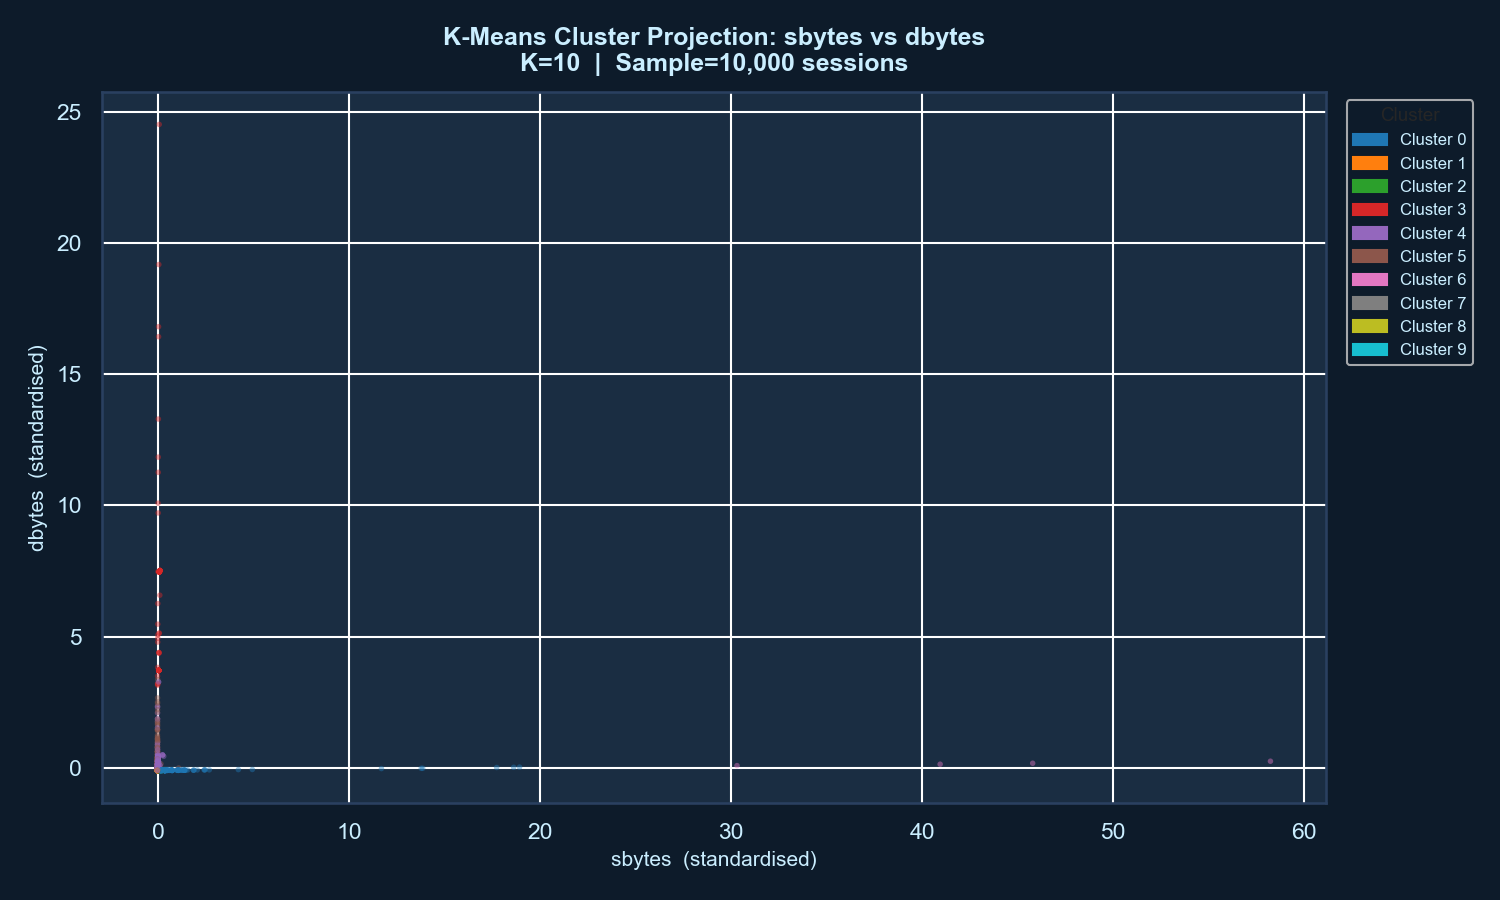 K-Means Cluster Projection: sbytes vs dbytes
K=10 | Sample=10,000 sessions
25
20
15
10
5
0
dbytes (standardised)
0 10 20 30 40 50 60
sbytes (standardised)
Cluster
Cluster 0
Cluster 1
Cluster 2
Cluster 3
Cluster 4
Cluster 5
Cluster 6
Cluster 7
Cluster 8
Cluster 9